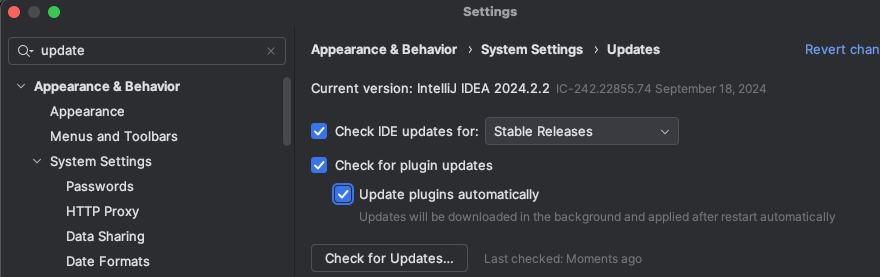 Settings
update
Appearance & Behavior
Appearance
Menus and Toolbars
System Settings
Passwords
HTTP Proxy
Data Sharing
Date Formats
Appearance & Behavior › System Settings › Updates
Revert chan
Current version: IntelliJ IDEA 2024.2.2 IC-242.22855.74 September 18, 2024
Check IDE updates for: Stable Releases
Check for plugin updates
Update plugins automatically
Updates will be downloaded in the background and applied after restart automatically
Check for Updates... Last checked: Moments ago